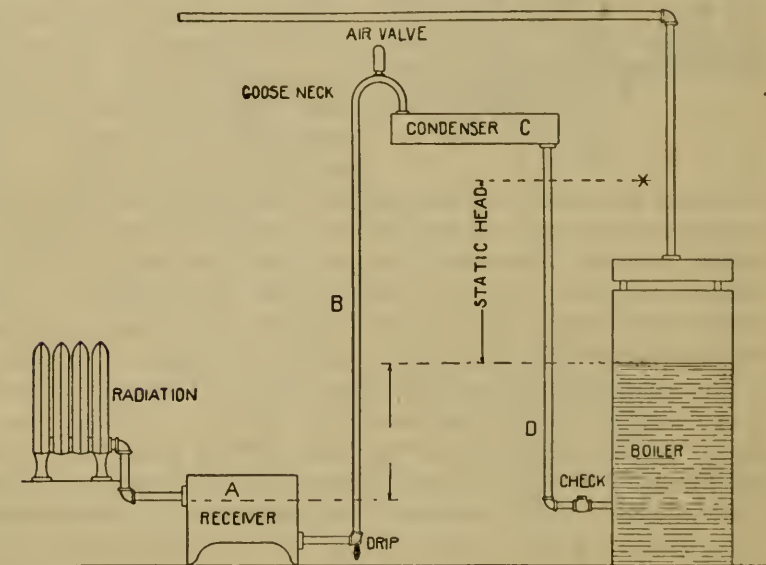 AIR VALVE
GOOSE NECK
CONDENSER C
STATIC HEAD
B
RADIATION
D
BOILER
CHECK
A
RECEIVER
DRIP